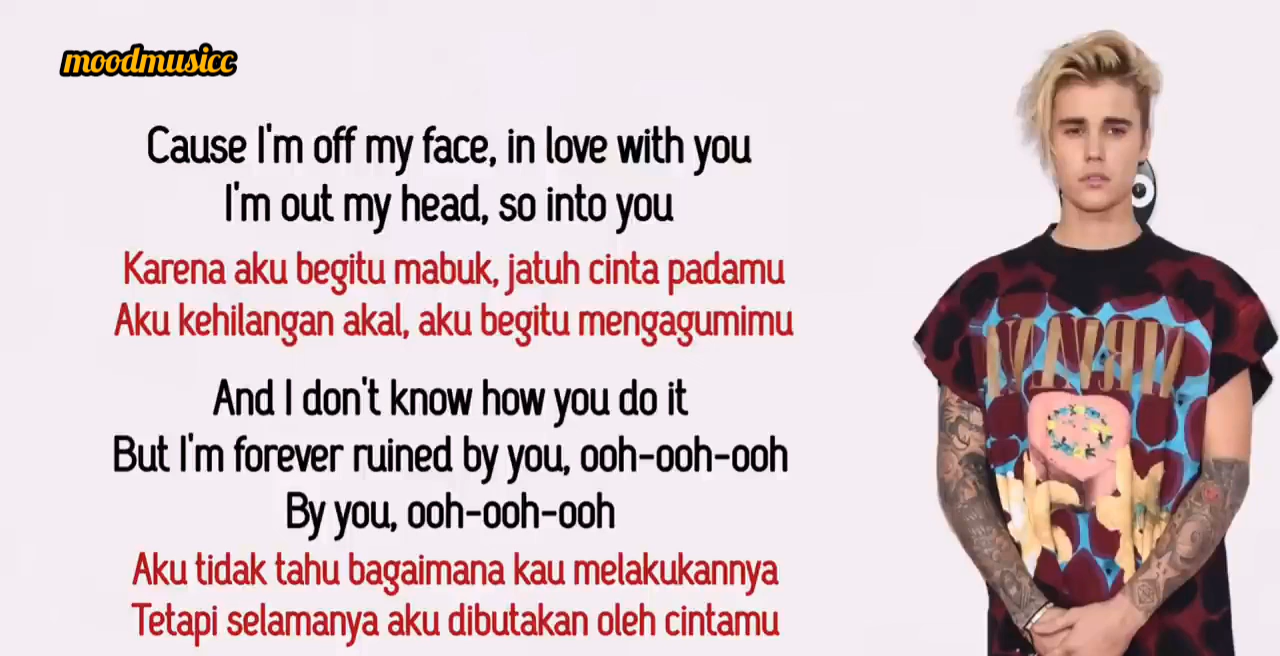 moodmusicc
Cause I'm off my face, in love with you
I'm out my head, so into you
Karena aku begitu mabuk, jatuh cinta padamu
Aku kehilangan akal, aku begitu mengagumimu
And I don't know how you do it
But I'm forever ruined by you, ooh-ooh-ooh
By you, ooh-ooh-ooh
Aku tidak tahu bagaimana kau melakukannya
Tetapi selamanya aku dibutakan oleh cintamu